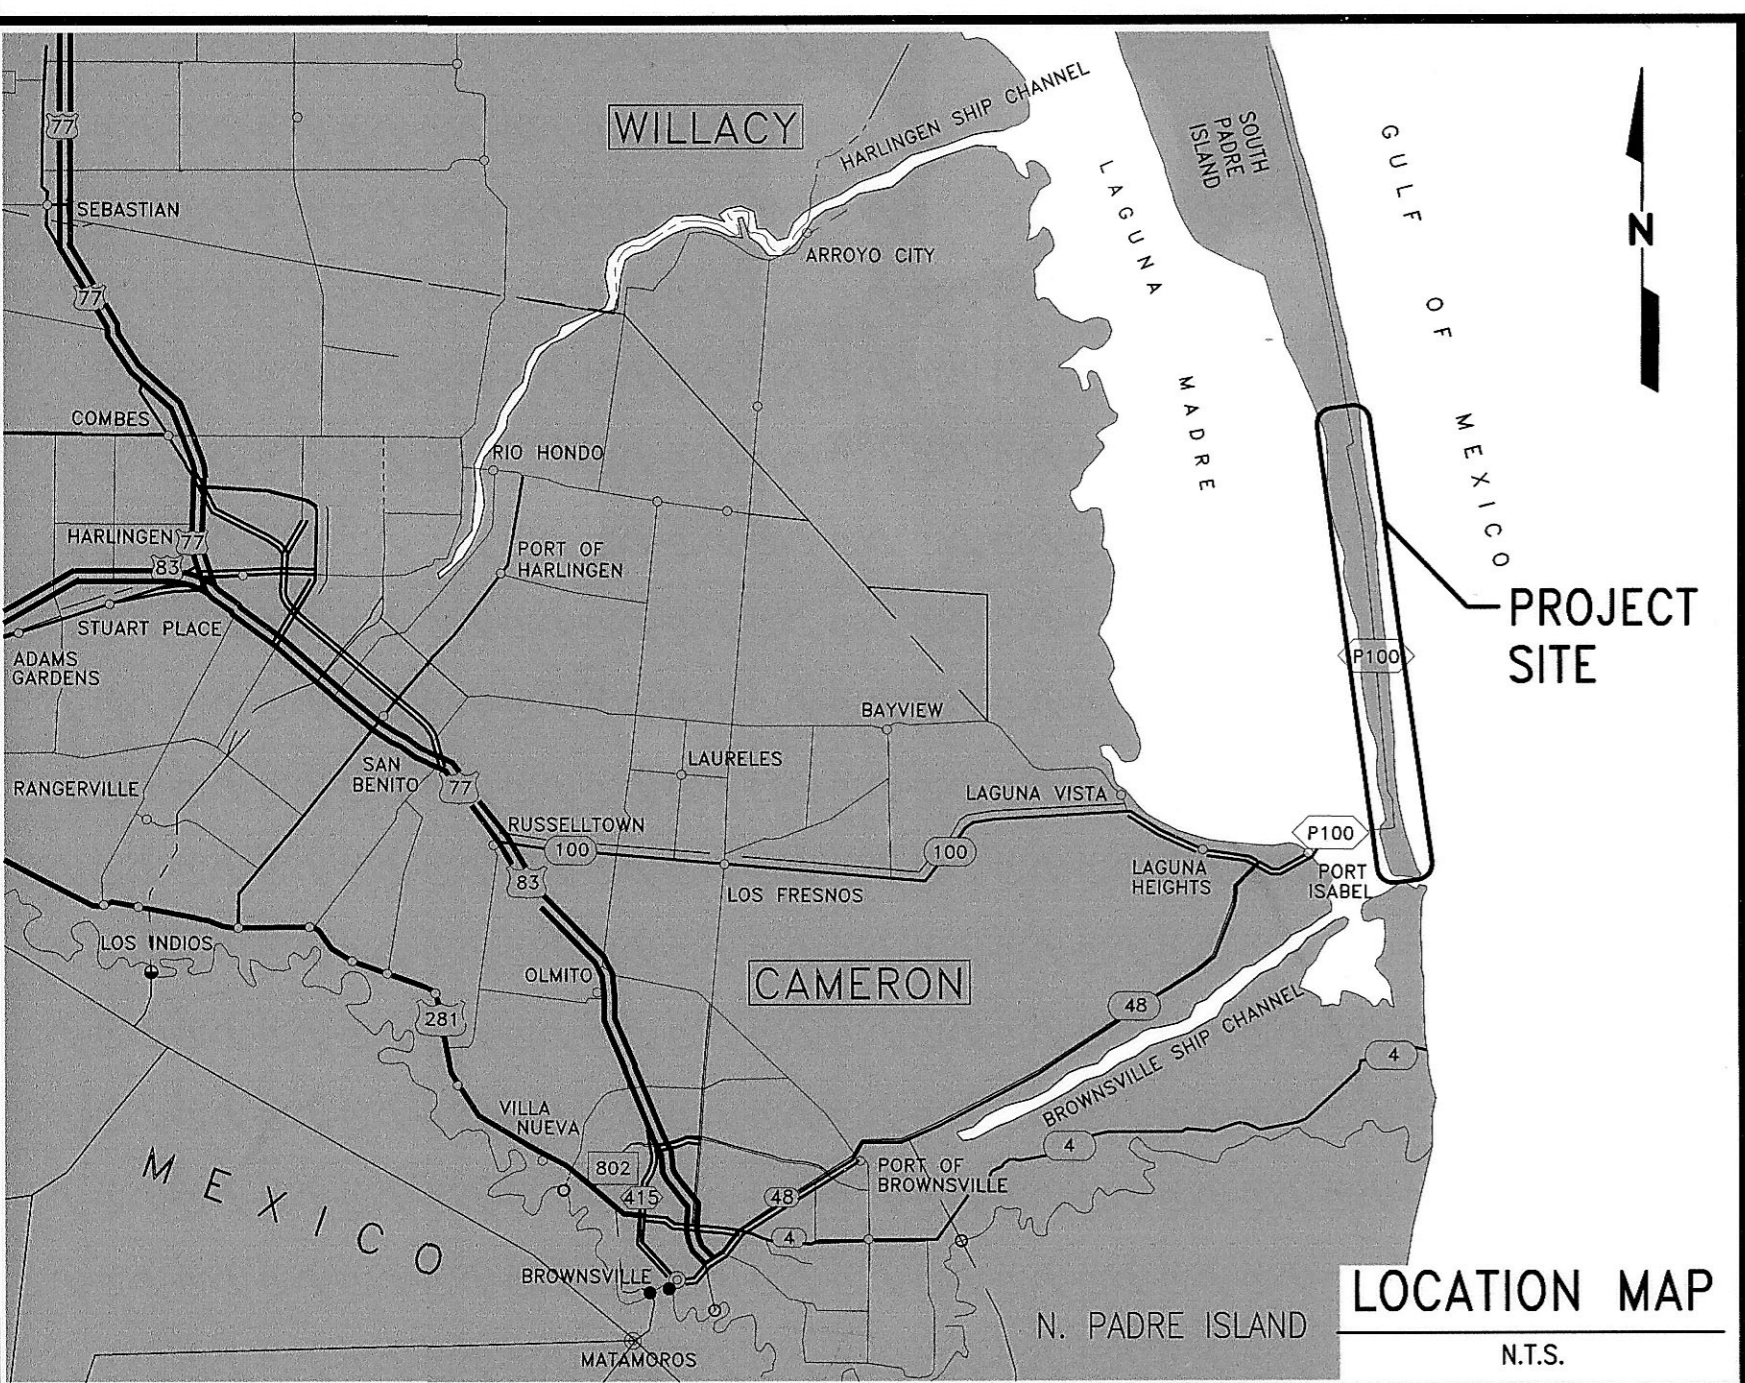 WILLACY
HARLINGEN SHIP CHANNEL
SOUTH
PADRE
ISLAND
GULF OF MEXICO
LAGUNA MADRE
N
77
SEBASTIAN
77
ARROYO CITY
COMBES
RIO HONDO
HARLINGEN
77
83
PORT OF
HARLINGEN
STUART PLACE
ADAMS
GARDENS
PROJECT
SITE
P100
BAYVIEW
LAURELES
SAN
BENITO
77
RANGERVILLE
LAGUNA VISTA
RUSSELLTOWN
100
100
P100
83
LOS FRESNOS
LAGUNA
HEIGHTS
PORT
ISABEL
LOS INDIOS
OLMITO
CAMERON
281
48
BROWNSVILLE SHIP CHANNEL
4
4
VILLA
NUEVA
802
415
48
4
PORT OF
BROWNSVILLE
MEXICO
BROWNSVILLE
MATAMOROS
N. PADRE ISLAND
LOCATION MAP
N.T.S.